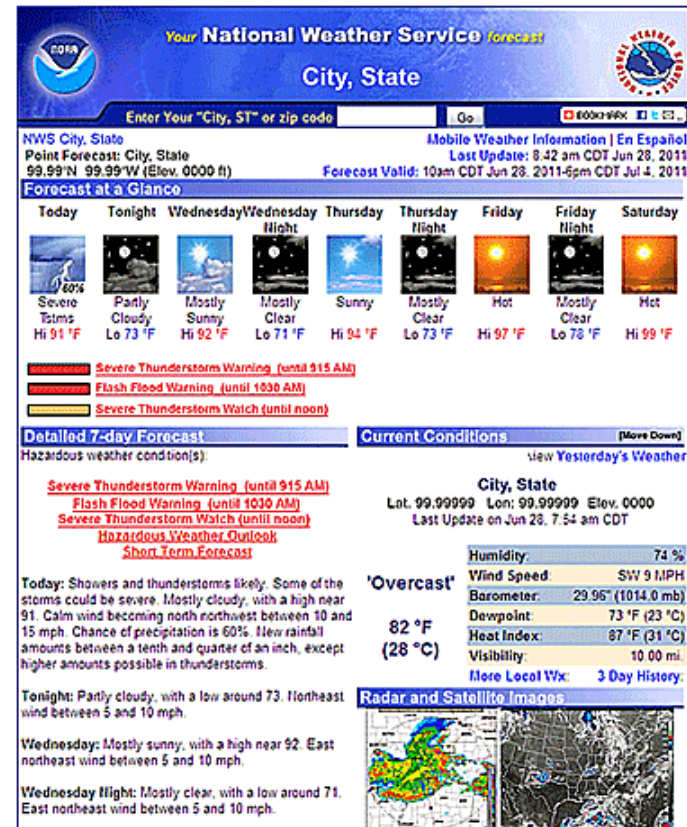 NOAA
Your National Weather Service forecast
City, State
Enter Your "City, ST" or zip code
Go
BOOKMARK
NWS City, State
Mobile Weather Information | En Español
Point Forecast: City, State
Last Update: 8:42 am CDT Jun 28, 2011
99.99°N 99.99°W (Elev. 0000 ft)
Forecast Valid: 10am CDT Jun 28, 2011-6pm CDT Jul 4, 2011
Forecast at a Glance
Today Tonight Wednesday Wednesday Night Thursday Thursday Night Friday Friday Night Saturday
60%
Severe Tstms Partly Cloudy Mostly Sunny Mostly Clear Sunny Mostly Clear Hot Mostly Clear Hot
Hi 91 °F Lo 73 °F Hi 92 °F Lo 71 °F Hi 94 °F Lo 73 °F Hi 97 °F Lo 78 °F Hi 99 °F
Severe Thunderstorm Warning (until 915 AM)
Flash Flood Warning (until 1030 AM)
Severe Thunderstorm Watch (until noon)
Detailed 7-day Forecast
Hazardous weather condition(s):
Severe Thunderstorm Warning (until 915 AM)
Flash Flood Warning (until 1030 AM)
Severe Thunderstorm Watch (until noon)
Hazardous Weather Outlook
Short Term Forecast
Today: Showers and thunderstorms likely. Some of the
storms could be severe. Mostly cloudy, with a high near
91. Calm wind becoming north northwest between 10 and
15 mph. Chance of precipitation is 60%. New rainfall
amounts between a tenth and quarter of an inch, except
higher amounts possible in thunderstorms.
Tonight: Partly cloudy, with a low around 73. Northeast
wind between 5 and 10 mph.
Wednesday: Mostly sunny, with a high near 92. East
northeast wind between 5 and 10 mph.
Wednesday Night: Mostly clear, with a low around 71.
East northeast wind between 5 and 10 mph.
Current Conditions
[Move Down]
view Yesterday's Weather
City, State
Lat. 99.99999 Lon: 99.99999 Elev. 0000
Last Update on Jun 28, 7:54 am CDT
'Overcast'
82 °F
(28 °C)
Humidity: 74 %
Wind Speed: SW 9 MPH
Barometer: 29.96" (1014.0 mb)
Dewpoint: 73 °F (23 °C)
Heat Index: 87 °F (31 °C)
Visibility: 10.00 mi.
More Local Wx: 3 Day History:
Radar and Satellite Images